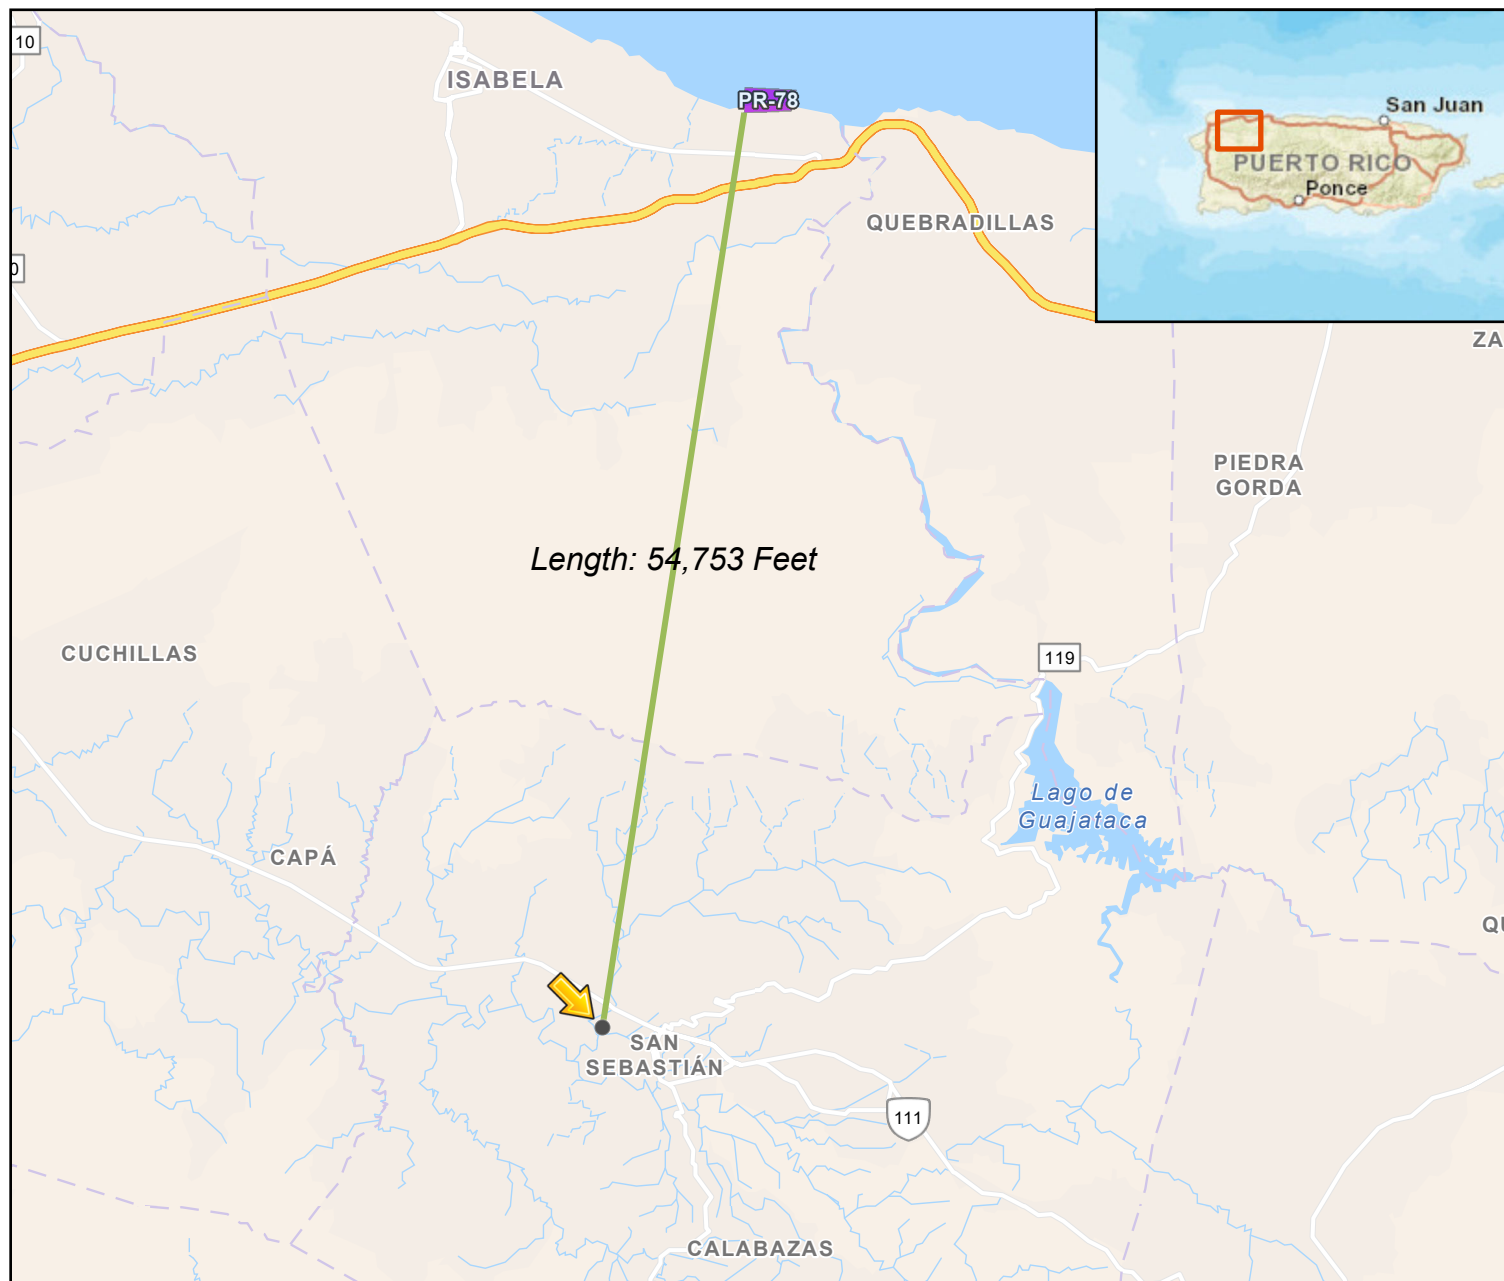 10
ISABELA
PR-78
San Juan
PUERTO RICO
Ponce
QUEBRADILLAS
0
ZA
PIEDRA
GORDA
Length: 54,753 Feet
CUCHILLAS
119
Lago de
Guajataca
CAPÁ
QU
SAN
SEBASTIÁN
111
CALABAZAS